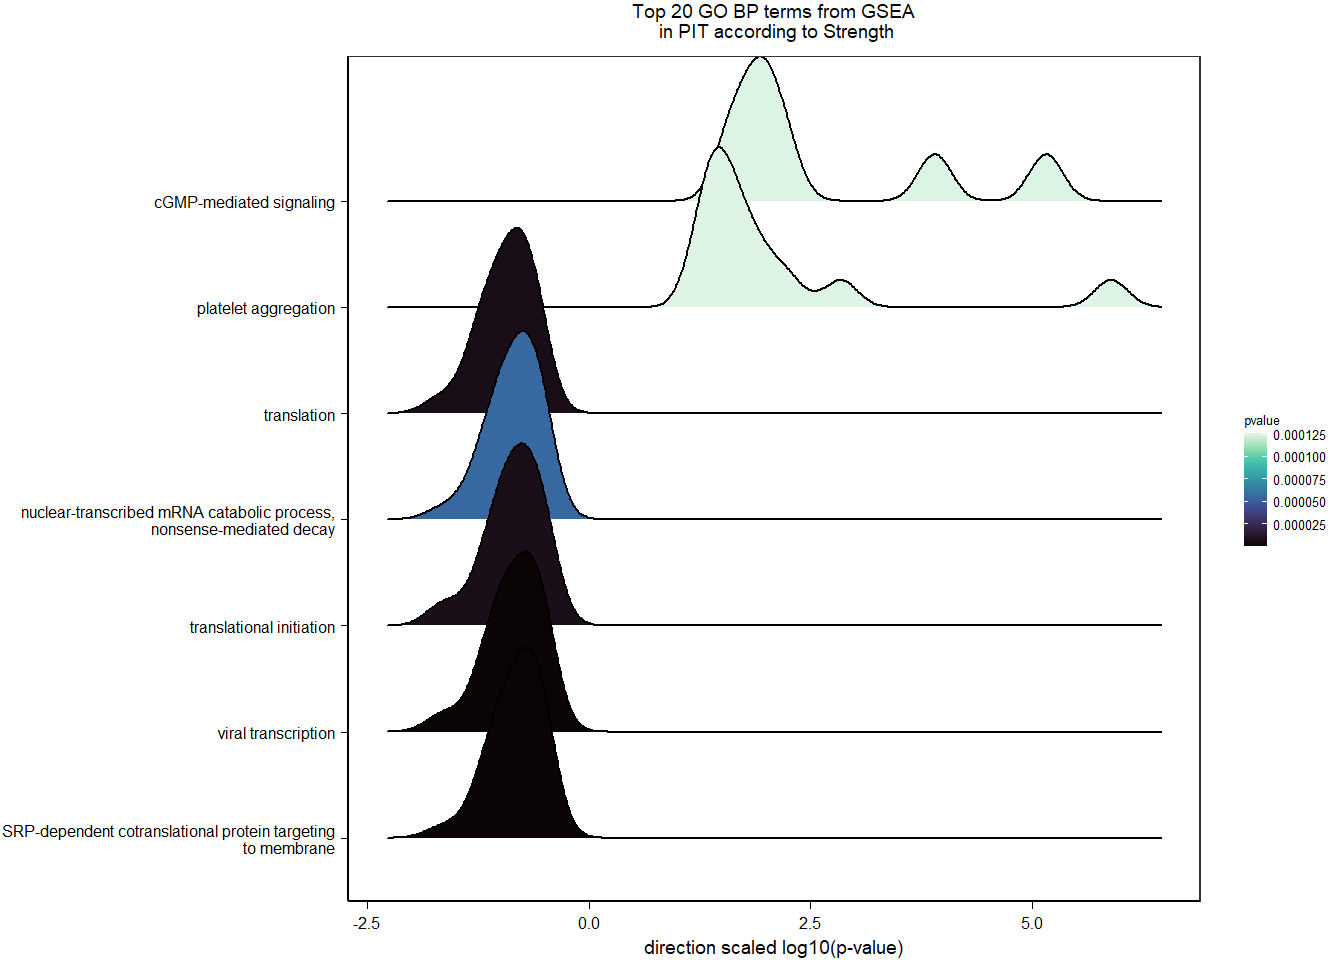 Top 20 GO BP terms from GSEA
in PIT according to Strength
cGMP-mediated signaling
platelet aggregation
translation
nuclear-transcribed mRNA catabolic process,
nonsense-mediated decay
translational initiation
viral transcription
SRP-dependent cotranslational protein targeting
to membrane
-2.5
0.0
2.5
5.0
direction scaled log10(p-value)
pvalue
0.000125
0.000100
0.000075
0.000050
0.000025